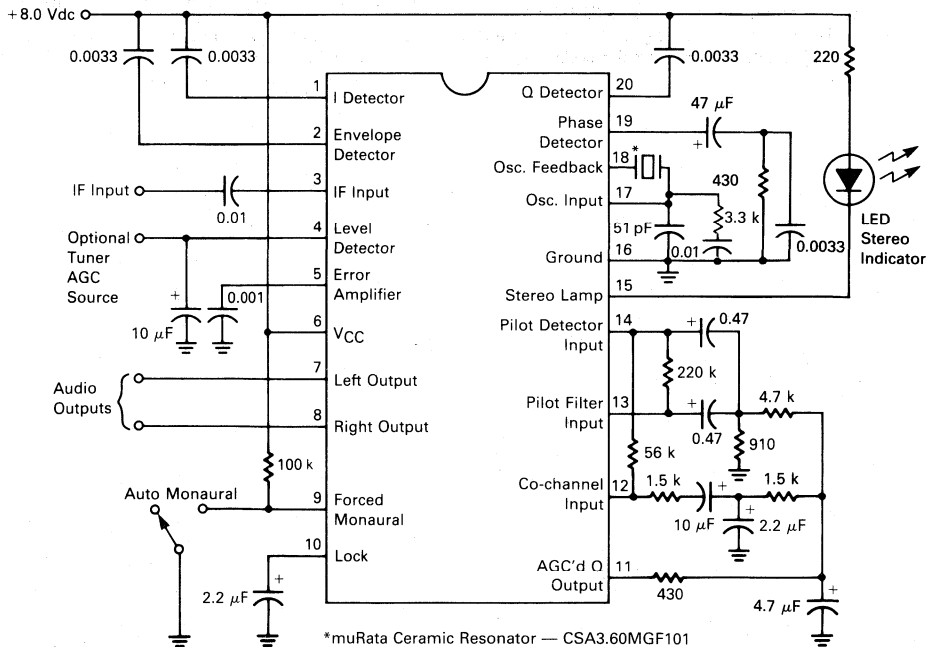 +8.0 Vdc
0.0033
0.0033
0.0033
220
1
I Detector
2
Envelope
Detector
IF Input
0.01
3
IF Input
Optional
Tuner
AGC
Source
4
Level
Detector
5
Error
Amplifier
+
10 µF
0.001
6
VCC
7
Left Output
Audio
Outputs
8
Right Output
100 k
Auto Monaural
9
Forced
Monaural
10
Lock
+
2.2 µF
20
Q Detector
19
Phase
Detector
47 µF
+
18
Osc. Feedback
*
17
Osc. Input
430
3.3 k
51 pF
0.01
0.0033
16
Ground
LED
Stereo
Indicator
15
Stereo Lamp
14
Pilot Detector
Input
+
0.47
220 k
13
Pilot Filter
Input
+
0.47
4.7 k
910
56 k
12
Co-channel
Input
1.5 k
+
10 µF
1.5 k
+
2.2 µF
11
AGC'd Q
Output
430
+
4.7 µF
*muRata Ceramic Resonator — CSA3.60MGF101